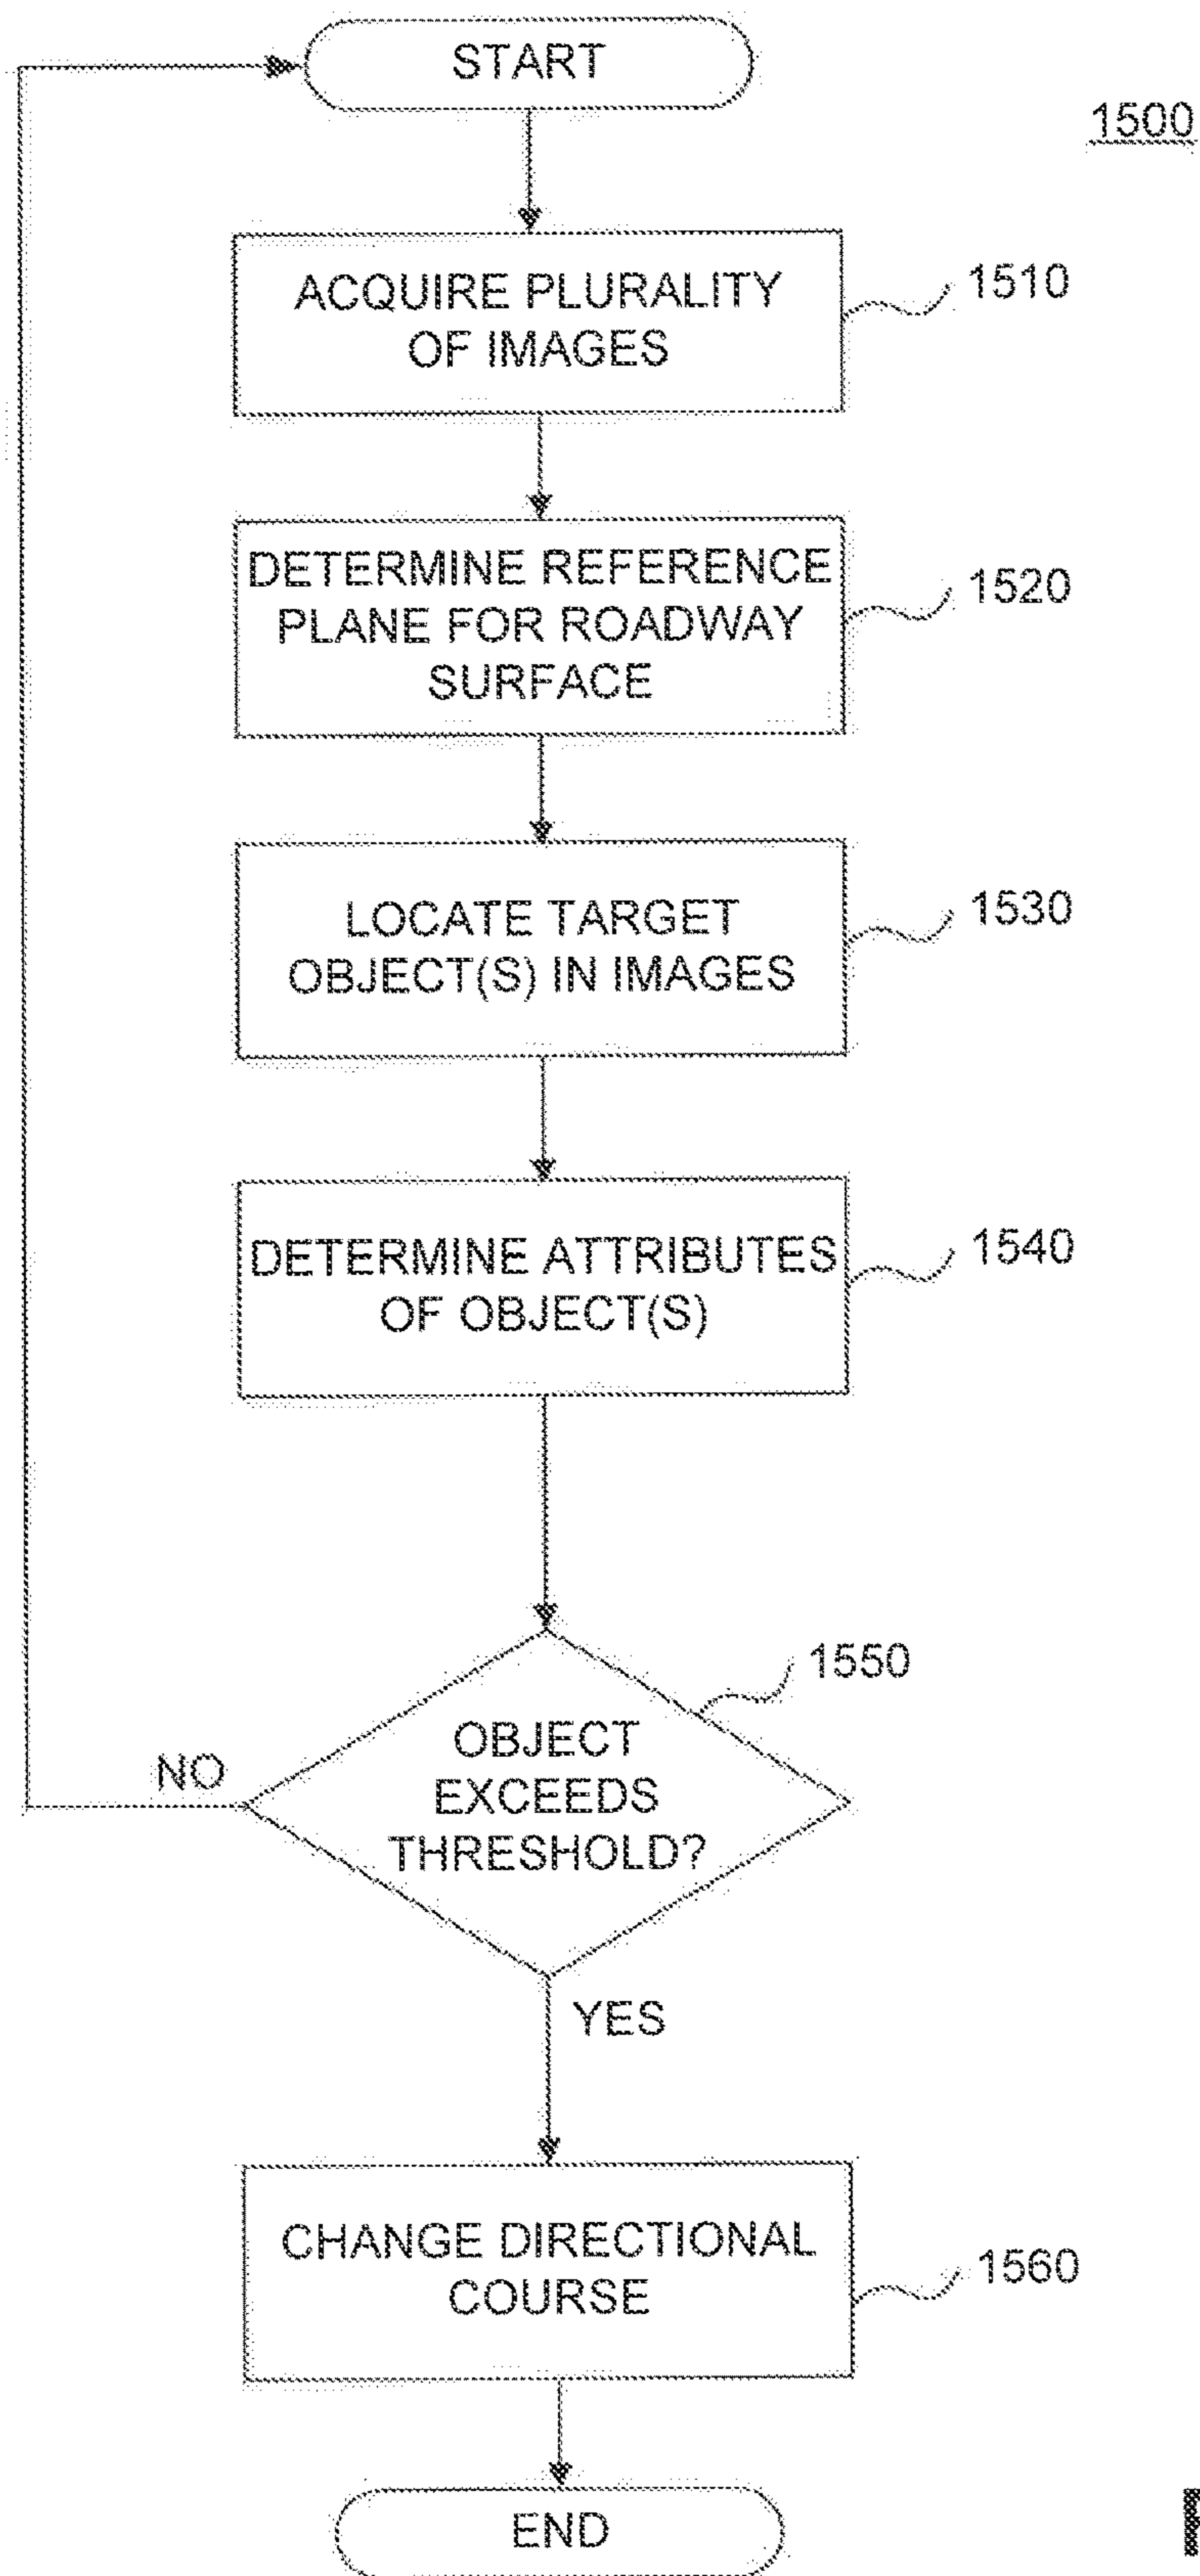 START
1500
ACQUIRE PLURALITY
OF IMAGES
1510
DETERMINE REFERENCE
PLANE FOR ROADWAY
SURFACE
1520
LOCATE TARGET
OBJECT(S) IN IMAGES
1530
DETERMINE ATTRIBUTES
OF OBJECT(S)
1540
1550
OBJECT
EXCEEDS
THRESHOLD?
NO
YES
CHANGE DIRECTIONAL
COURSE
1560
END